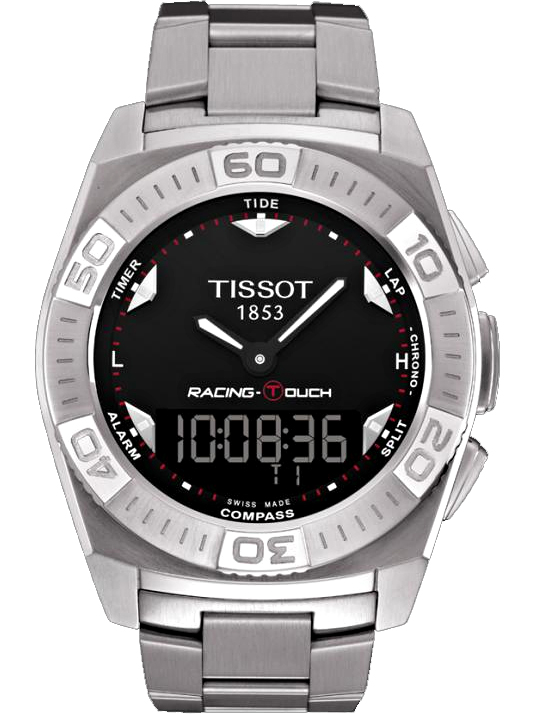 60
TIDE
50
10
TIMER
LAP
TISSOT
1853
L
H
- CHRONO -
RACING-TOUCH
ALARM
SPLIT
10:08:36
T1
40
20
SWISS MADE
COMPASS
30